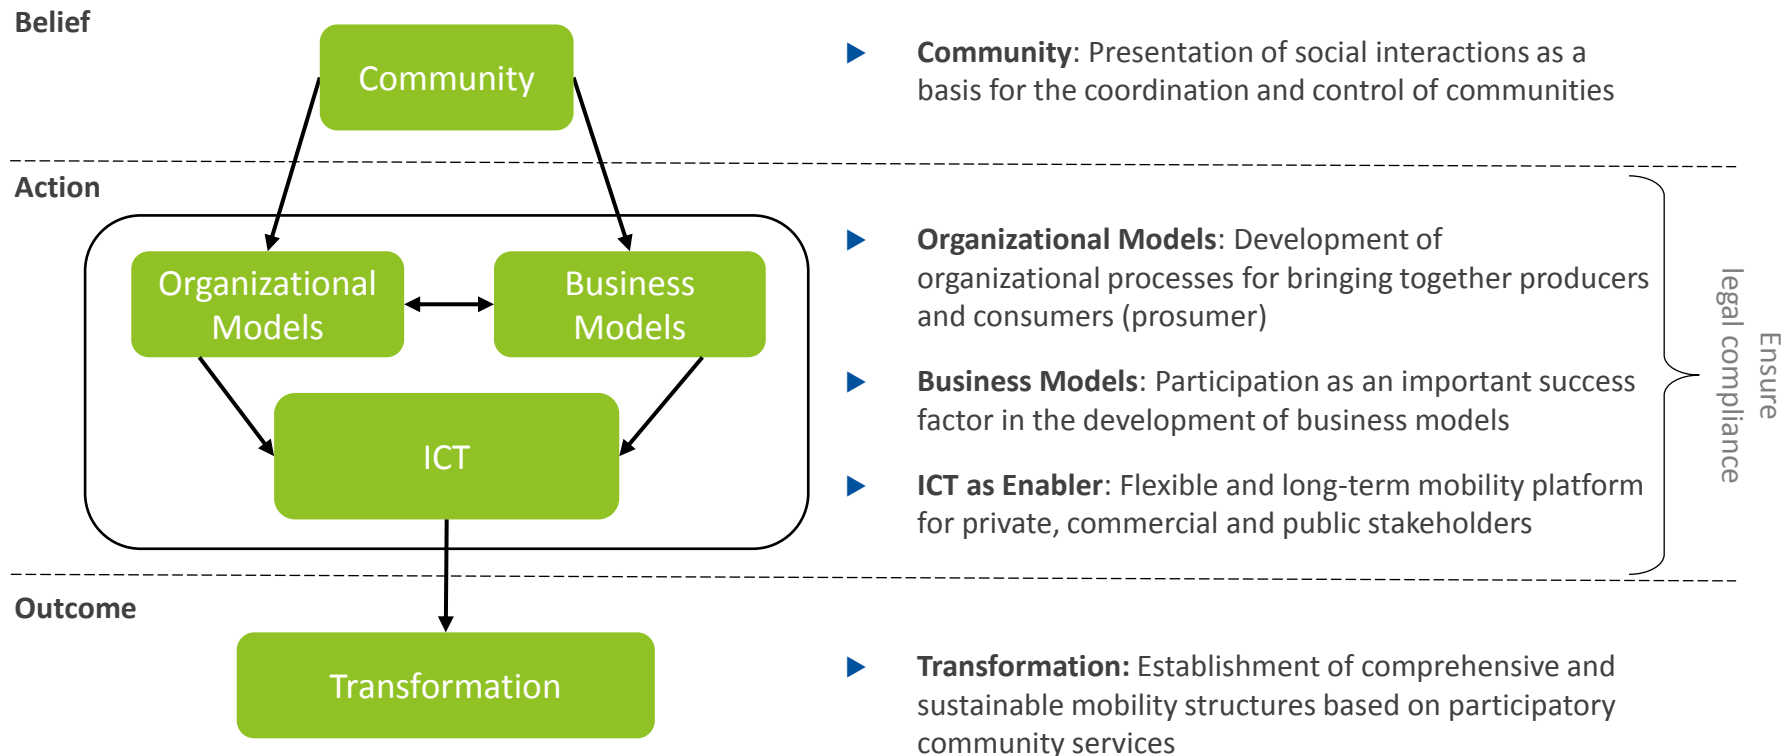 Belief
Community
Community: Presentation of social interactions as a
basis for the coordination and control of communities
Action
Organizational
Models
Business
Models
ICT
Organizational Models: Development of
organizational processes for bringing together producers
and consumers (prosumer)
Business Models: Participation as an important success
factor in the development of business models
ICT as Enabler: Flexible and long-term mobility platform
for private, commercial and public stakeholders
Ensure
legal compliance
Outcome
Transformation
Transformation: Establishment of comprehensive and
sustainable mobility structures based on participatory
community services